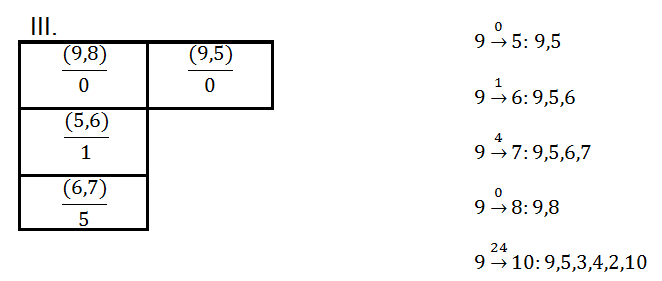 III.
(9,8) (9,5)
0 0
(5,6)
1
(6,7)
5
0
9 → 5: 9,5
1
9 → 6: 9,5,6
4
9 → 7: 9,5,6,7
0
9 → 8: 9,8
24
9 → 10: 9,5,3,4,2,10